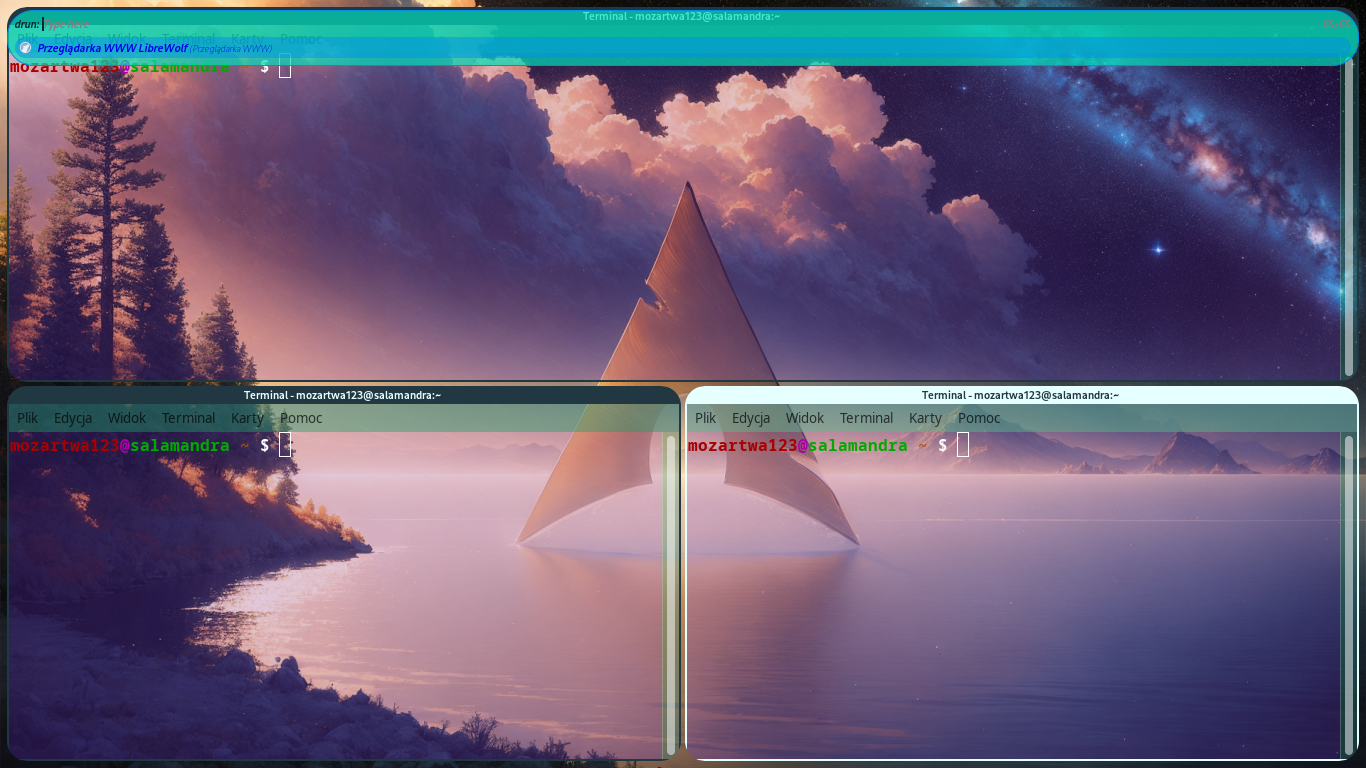 Terminal - mozartwa123@salamandra:~
drun: Type here
Plik Edycja Widok Terminal Karty Pomoc
Przeglądarka WWW LibreWolf (Przeglądarka WWW)
mozartwa123@salamandra ~ $
Terminal - mozartwa123@salamandra:~
Plik Edycja Widok Terminal Karty Pomoc
mozartwa123@salamandra ~ $
Terminal - mozartwa123@salamandra:~
Plik Edycja Widok Terminal Karty Pomoc
mozartwa123@salamandra ~ $